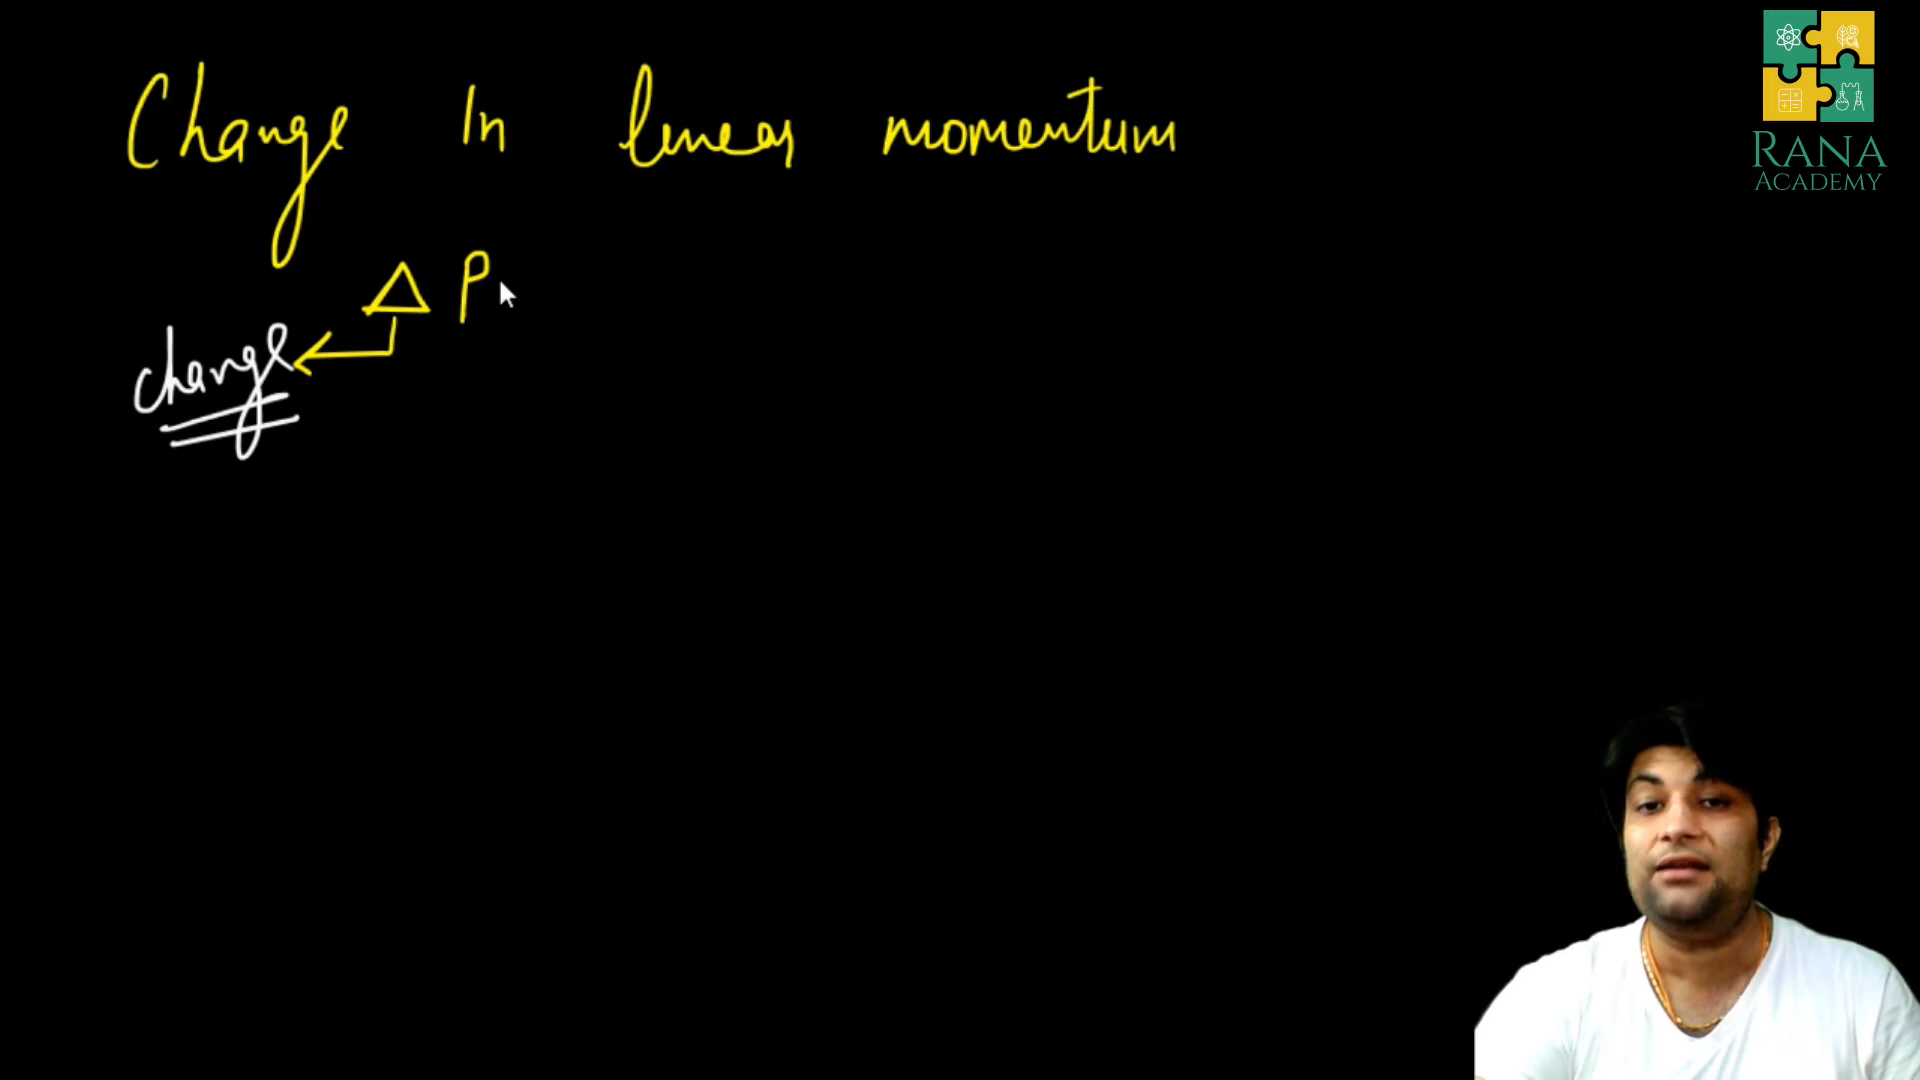 Change In linear momentum
Δ P
change
RANA
ACADEMY